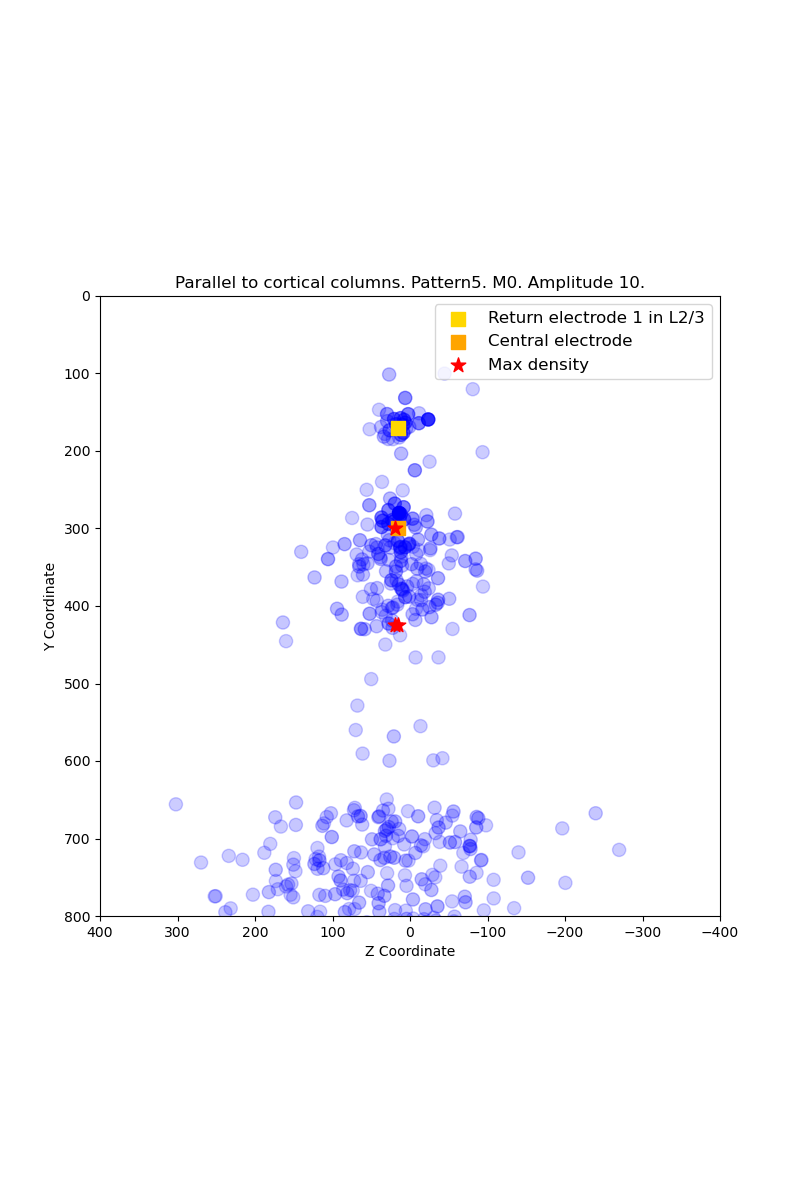 Parallel to cortical columns. Pattern5. M0. Amplitude 10.
Return electrode 1 in L2/3
Central electrode
Max density
0
100
200
300
400
500
600
700
800
Y Coordinate
400 300 200 100 0 −100 −200 −300 −400
Z Coordinate